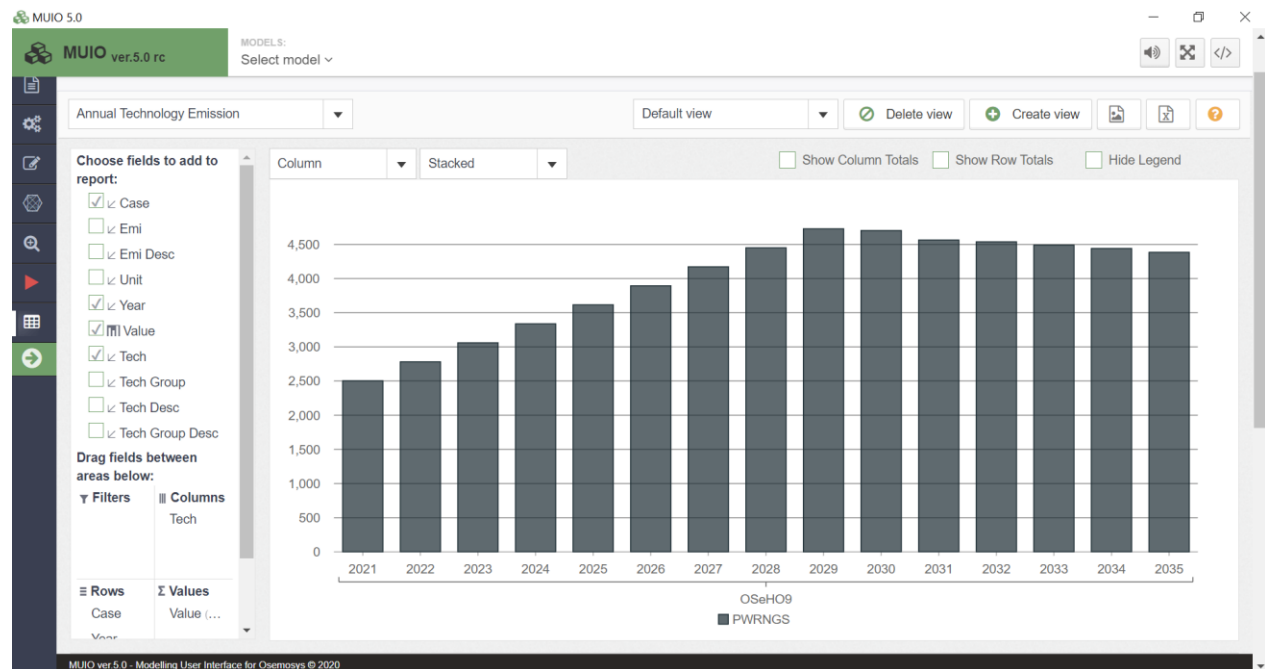 MUIO 5.0
MUIO ver.5.0 rc
MODELS:
Select model
Annual Technology Emission
Default view
Delete view
Create view
Choose fields to add to
report:
Case
Emi
Emi Desc
Unit
Year
Value
Tech
Tech Group
Tech Desc
Tech Group Desc
Drag fields between
areas below:
Filters
Columns
Tech
Rows
Σ Values
Case
Value (...
Year
Column
Stacked
Show Column Totals
Show Row Totals
Hide Legend
4,500
4,000
3,500
3,000
2,500
2,000
1,500
1,000
500
0
2021 2022 2023 2024 2025 2026 2027 2028 2029 2030 2031 2032 2033 2034 2035
OSeHO9
PWRNGS
MUIO ver.5.0 - Modelling User Interface for Osemosys © 2020